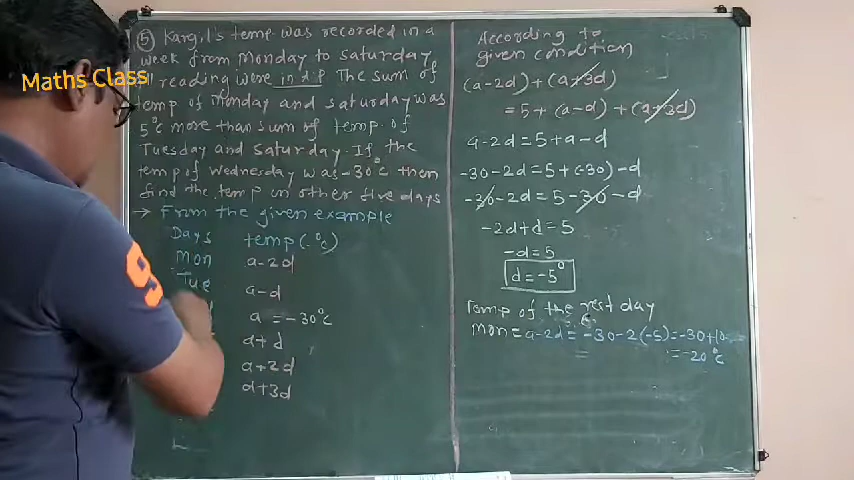 ⑤ Kargil's temp was recorded in a
week from Monday to Saturday
All reading were in A.P The sum of
temp of Monday and Saturday was
5°c more than sum of temp. of
Tuesday and Saturday. If the
temp of Wednesday was -30°c then
find the temp in other five days
→ From the given example
Days temp(°c)
Mon a-2d
Tue a-d
a = -30°c
a+d
a+2d
a+3d
According to
given condition
(a-2d)+(a+3d)
= 5+(a-d)+(a+3d)
a-2d=5+a-d
-30-2d=5+(-30)-d
-30-2d=5-30-d
-2d+d=5
-d=5
d=-5°
Temp of the rest day
Mon = a-2d = -30-2(-5)=-30+10
= =-20°c
Maths Class
9